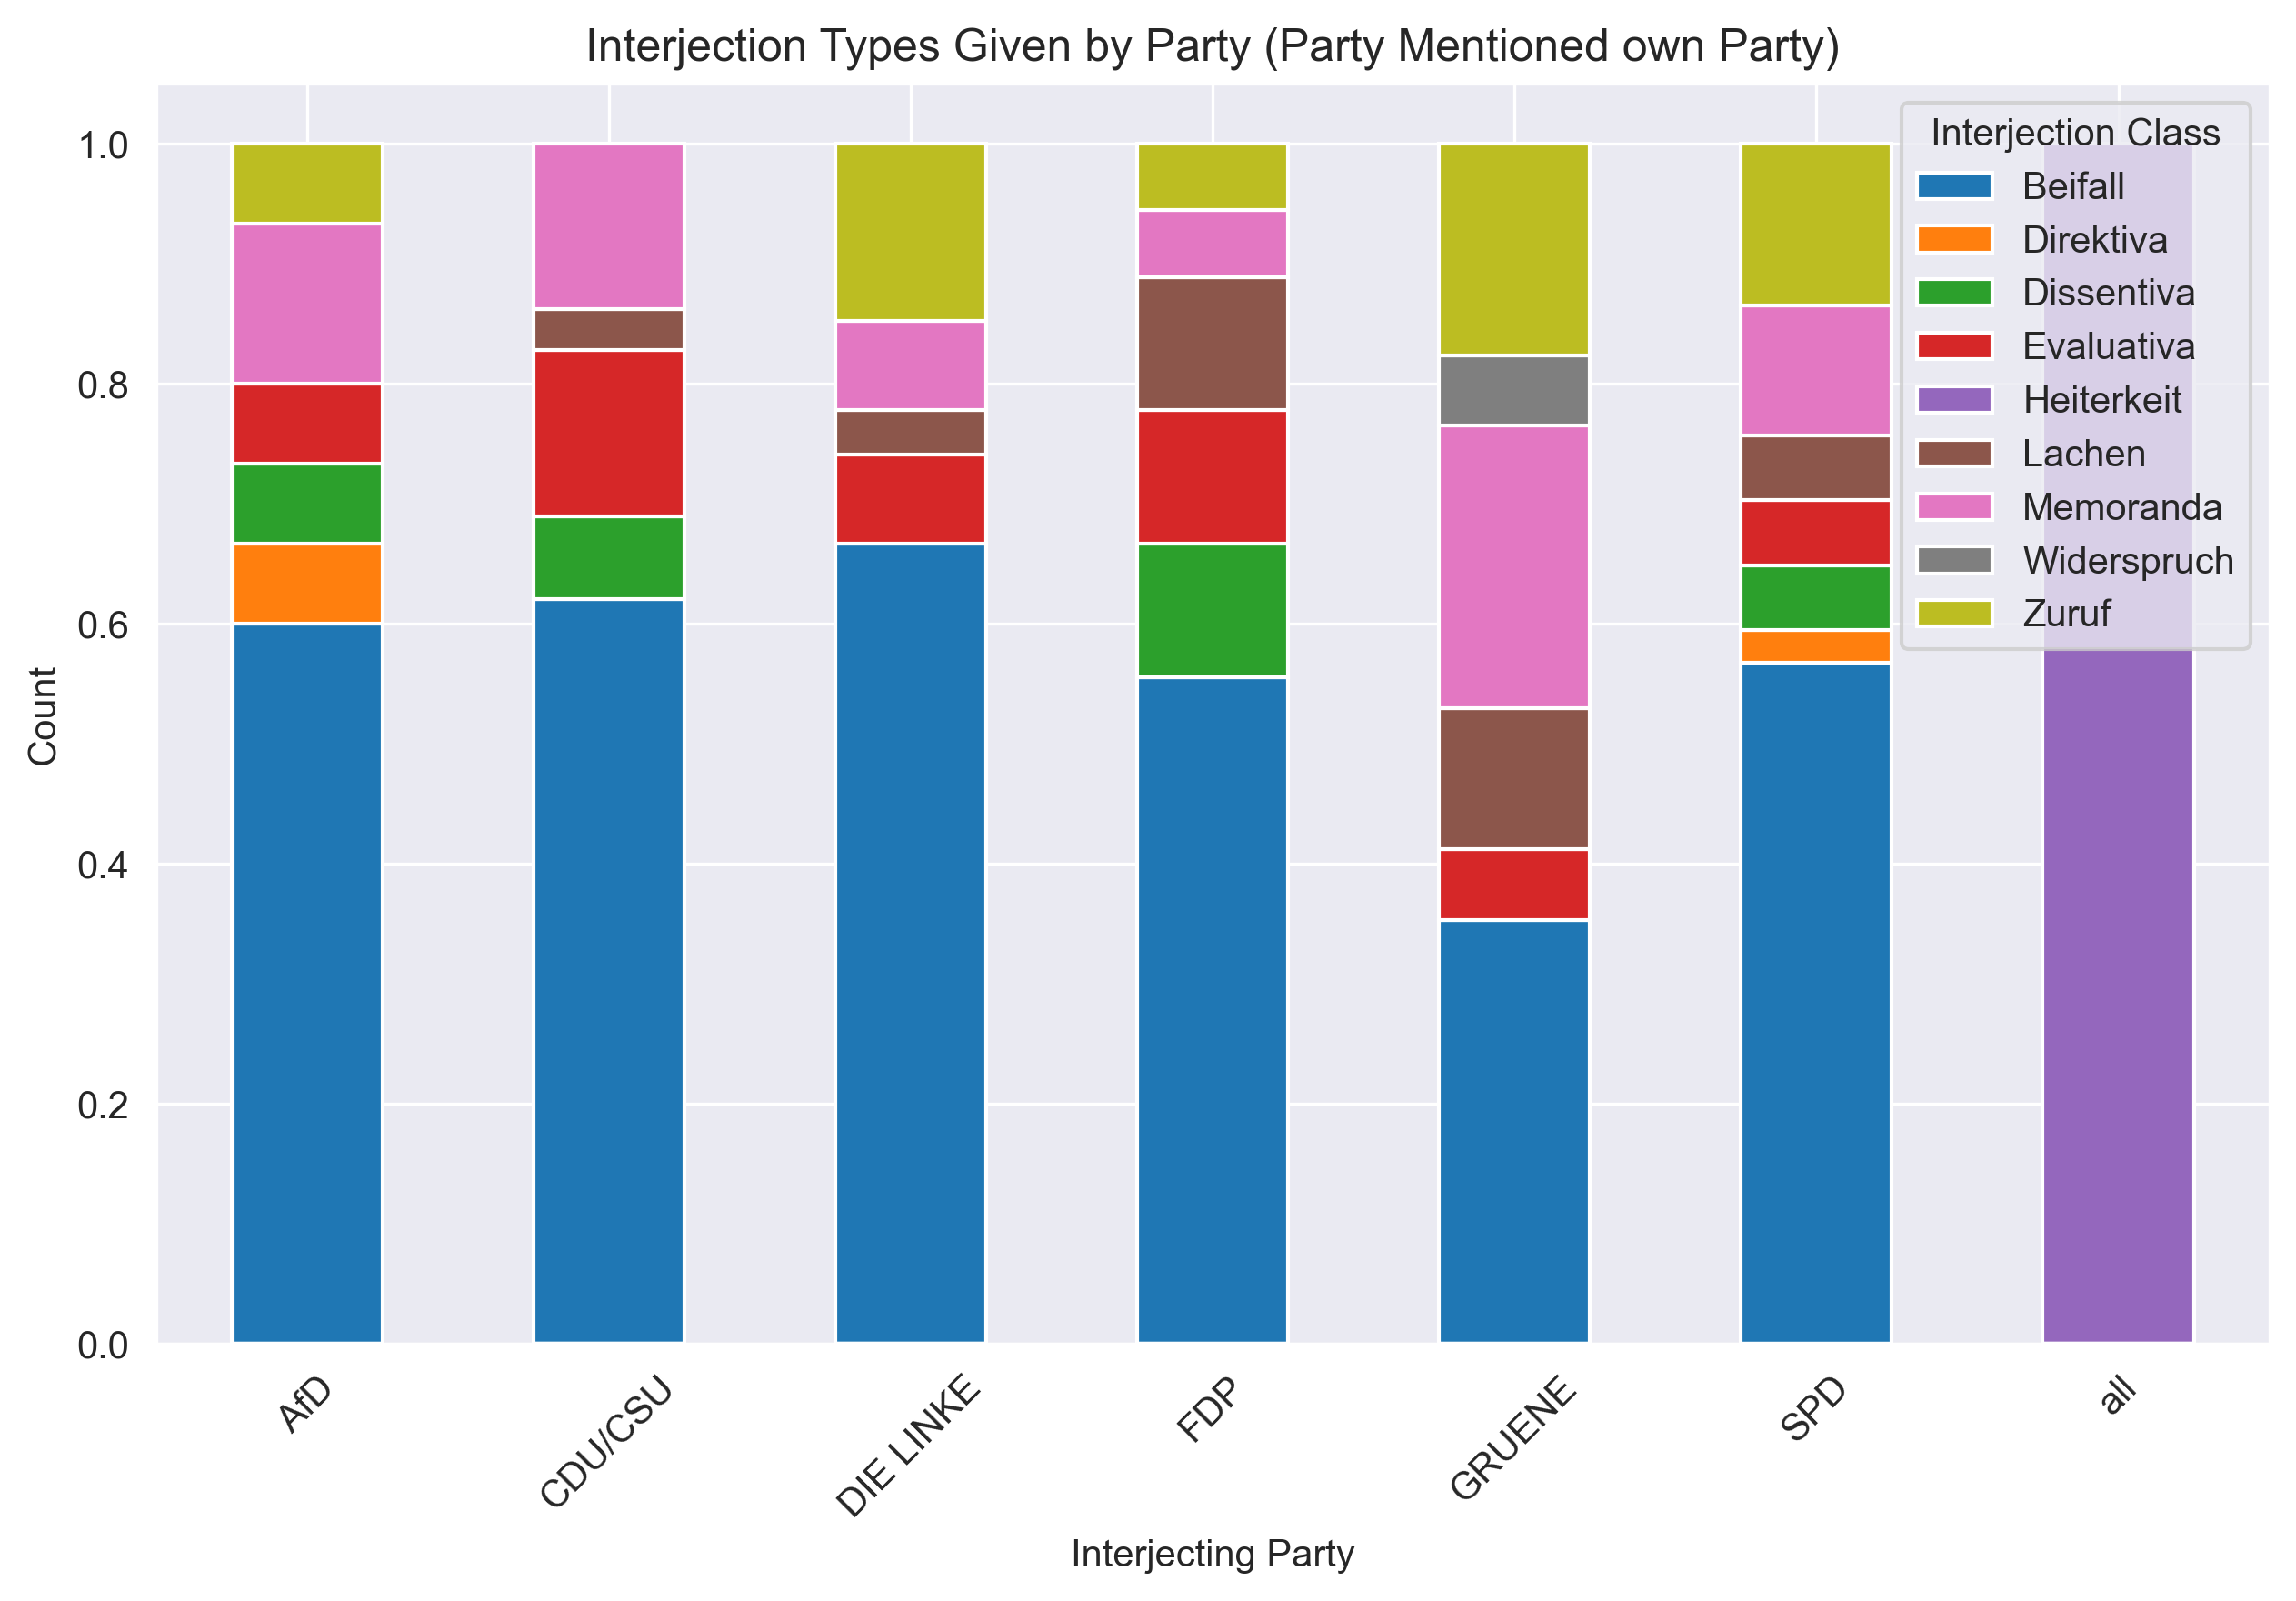 Interjection Types Given by Party (Party Mentioned own Party)
Interjection Class
Beifall
Direktiva
Dissentiva
Evaluativa
Heiterkeit
Lachen
Memoranda
Widerspruch
Zuruf
1.0
0.8
0.6
0.4
0.2
0.0
Count
AfD
CDU/CSU
DIE LINKE
FDP
GRUENE
SPD
all
Interjecting Party